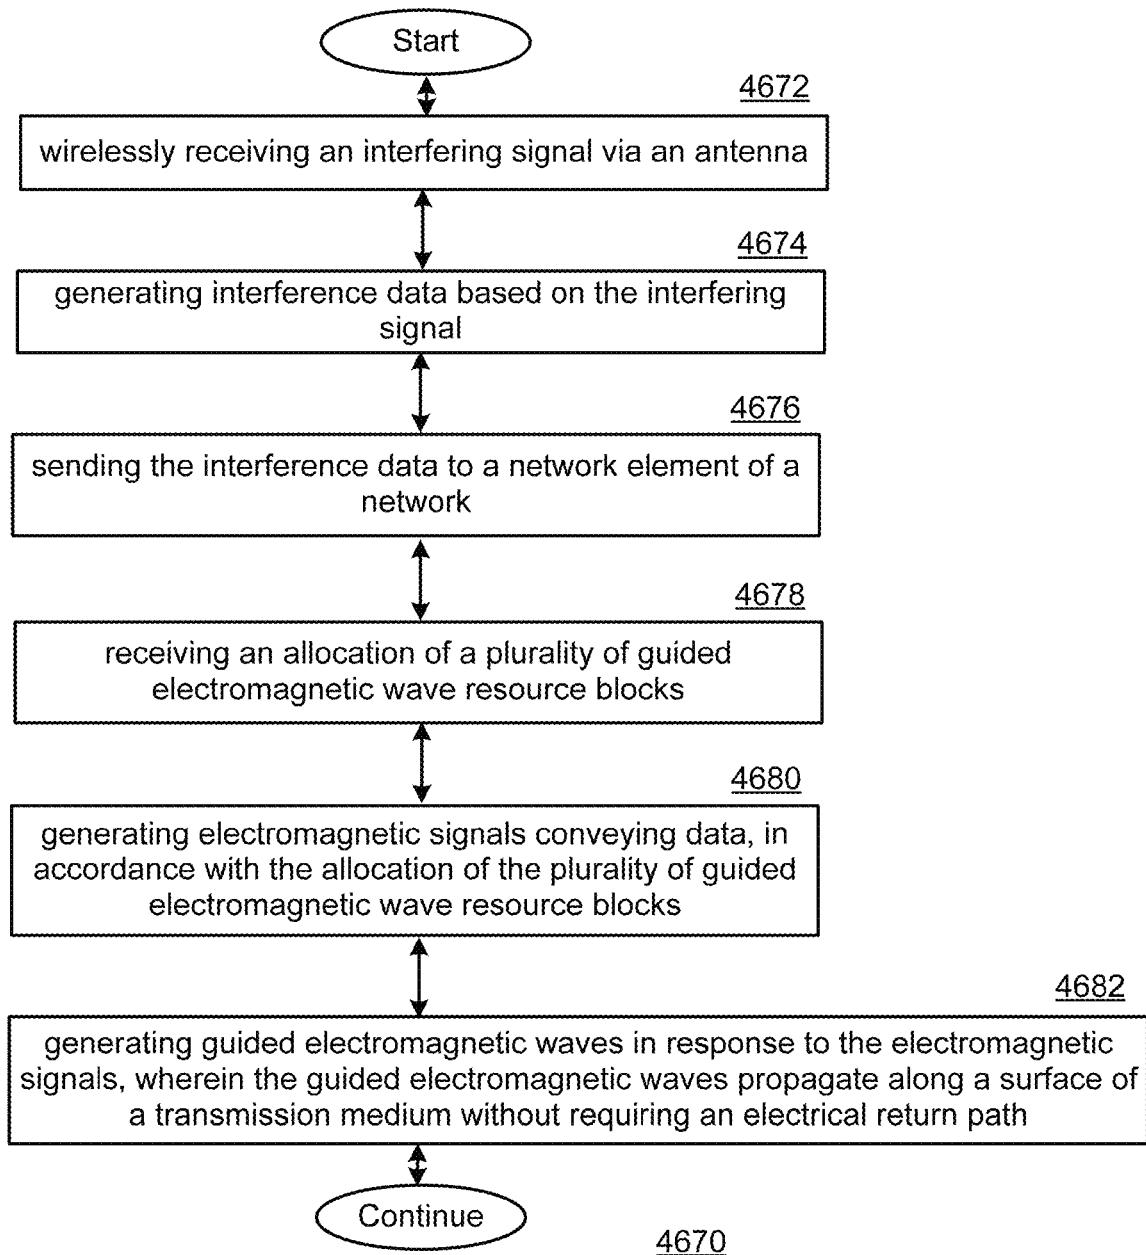 Start
4672
wirelessly receiving an interfering signal via an antenna
4674
generating interference data based on the interfering
signal
4676
sending the interference data to a network element of a
network
4678
receiving an allocation of a plurality of guided
electromagnetic wave resource blocks
4680
generating electromagnetic signals conveying data, in
accordance with the allocation of the plurality of guided
electromagnetic wave resource blocks
4682
generating guided electromagnetic waves in response to the electromagnetic
signals, wherein the guided electromagnetic waves propagate along a surface of
a transmission medium without requiring an electrical return path
Continue
4670